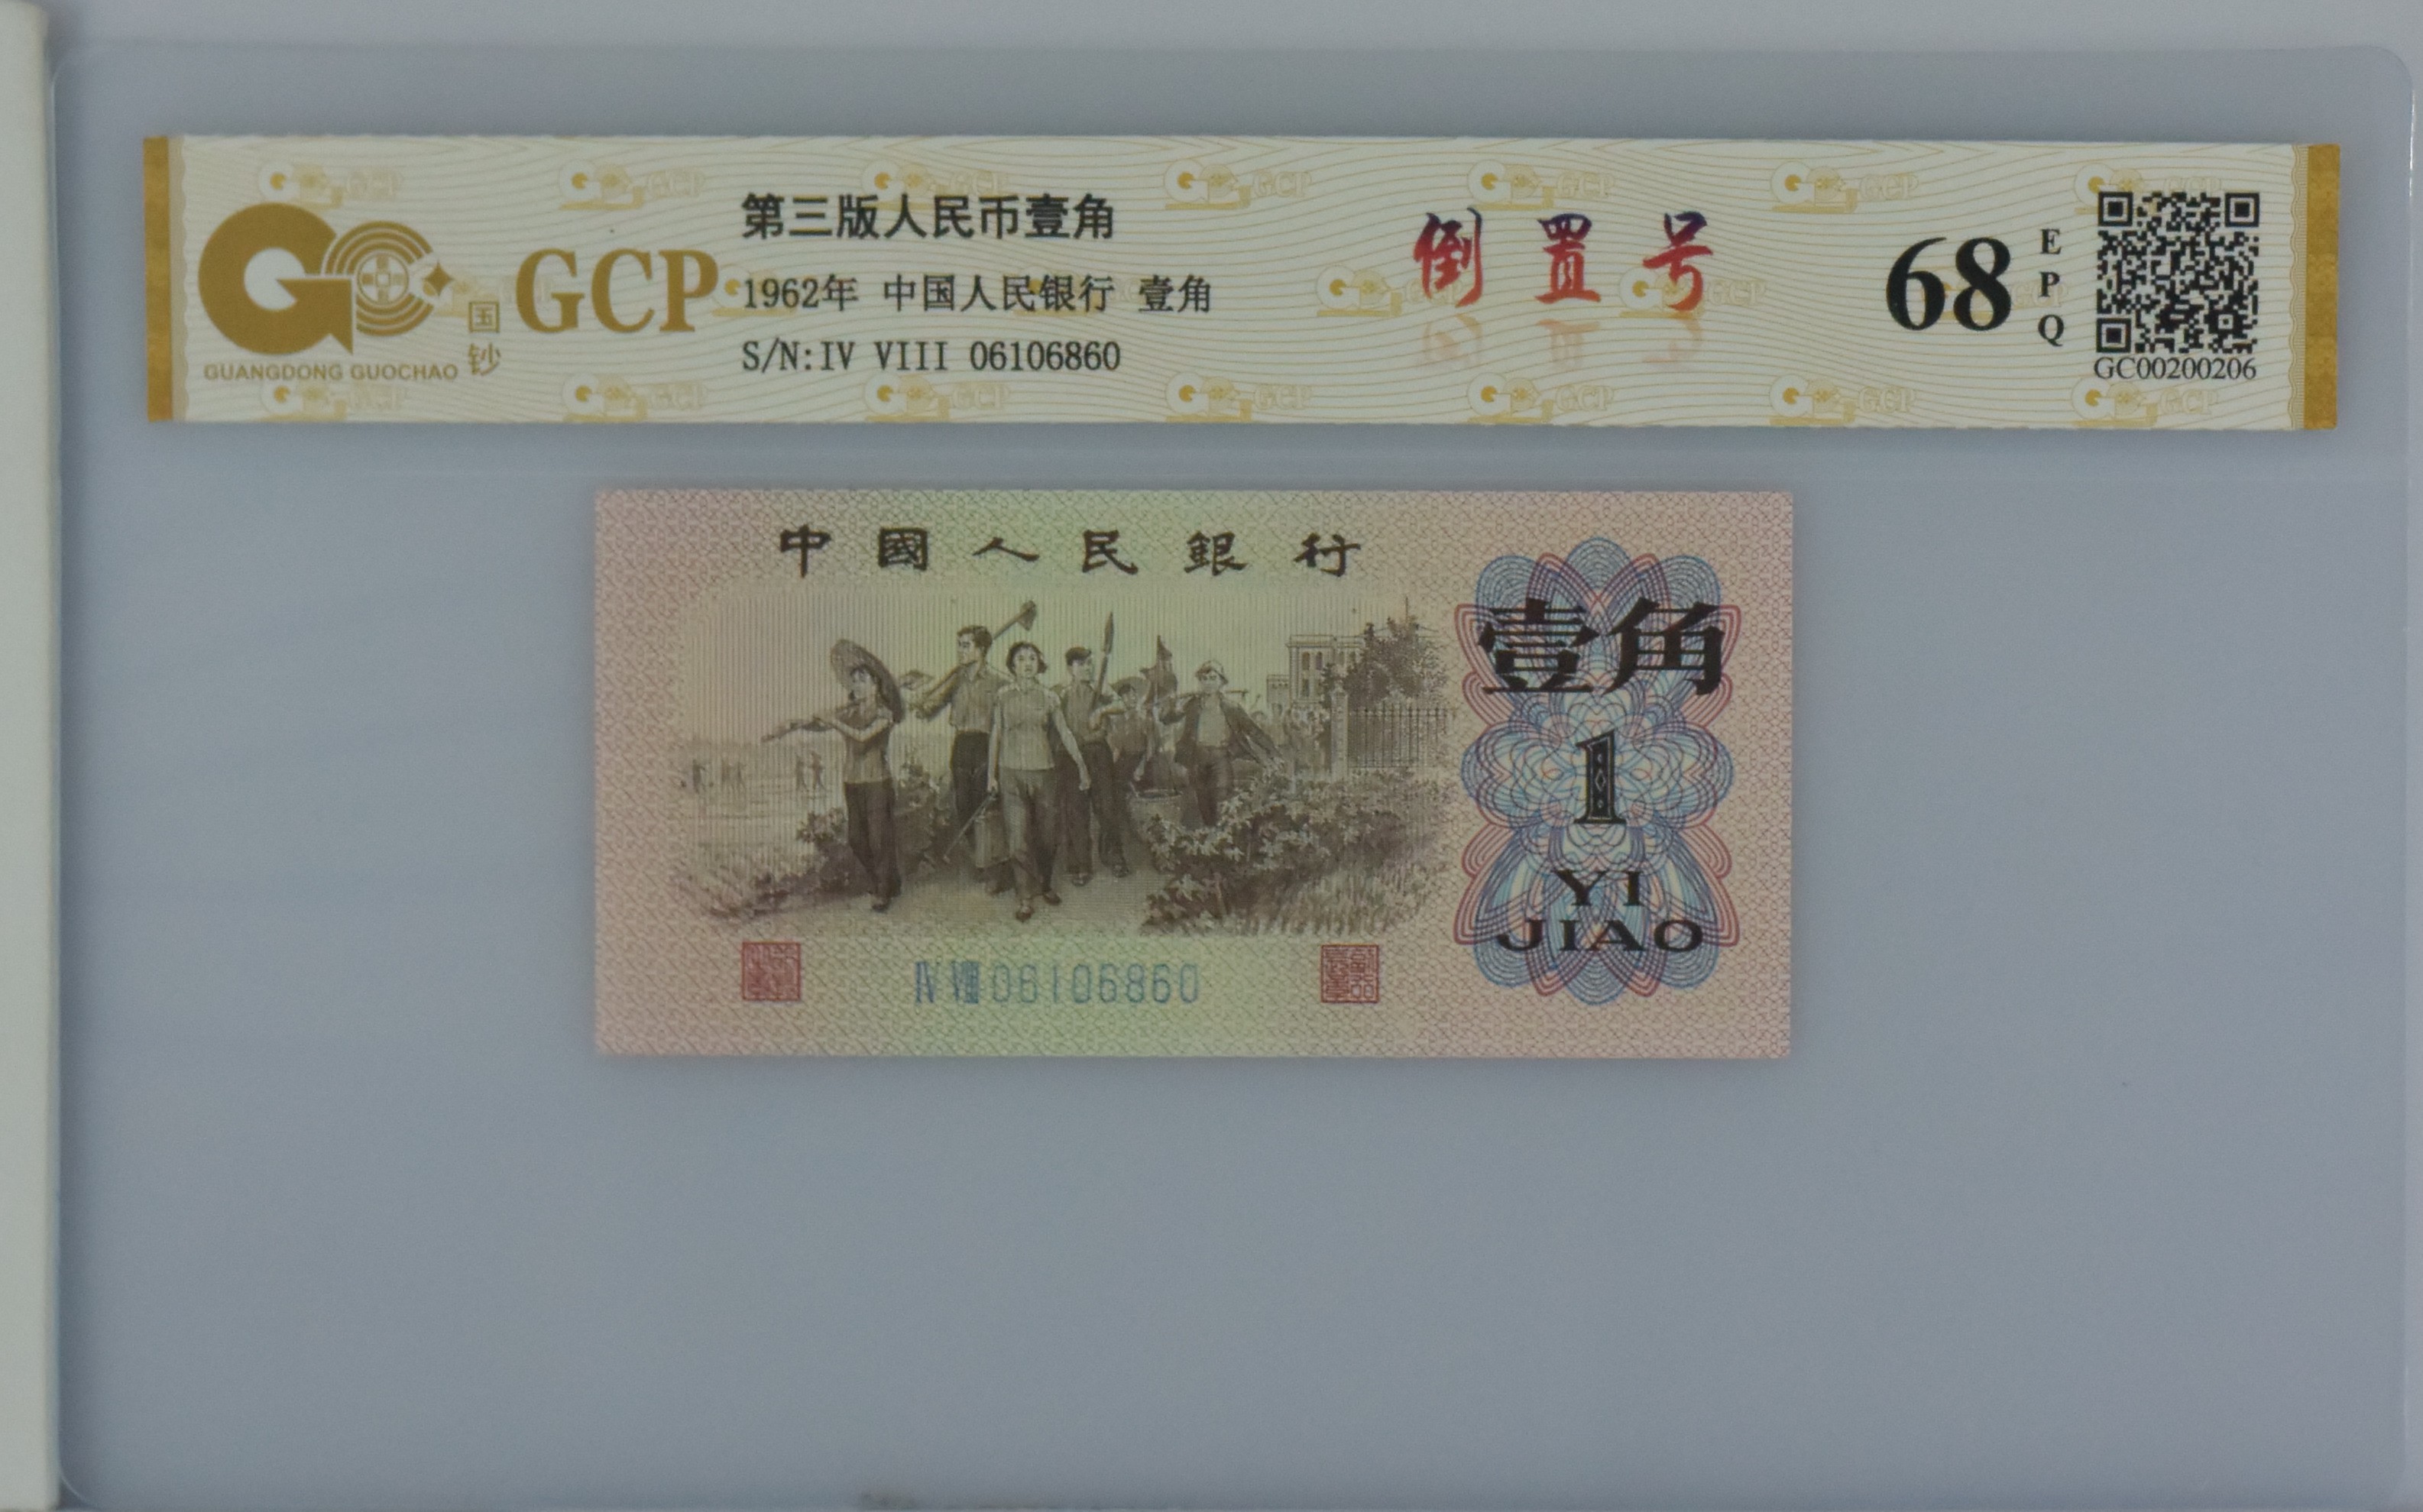 GCP
GUANGDONG GUOCHAO
国钞
第三版人民币壹角
1962年 中国人民银行 壹角
S/N:IV VIII 06106860
倒置号
68
EPQ
GC00200206
中國人民銀行
壹角
1
YI
JIAO
IV VIII 06106860